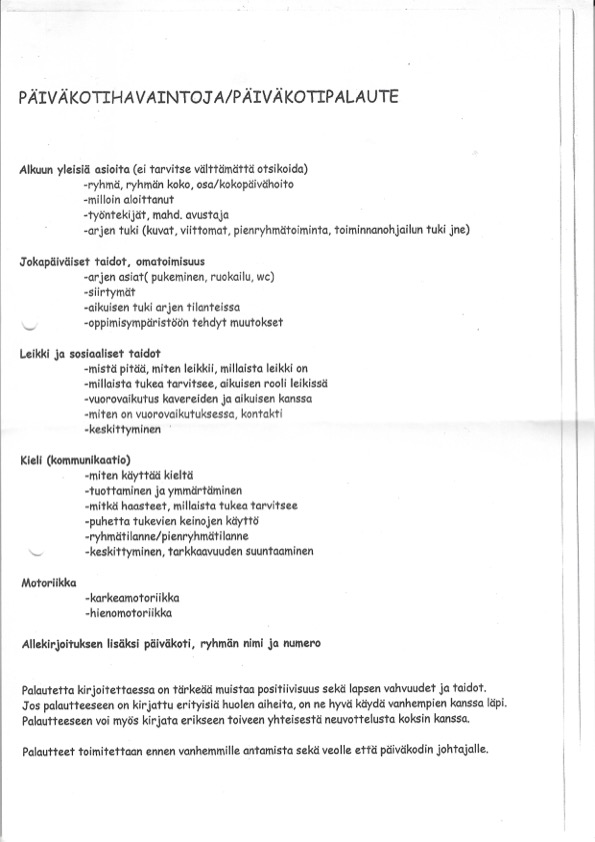 PÄIVÄKOTIHAVAINTOJA/PÄIVÄKOTIPALAUTE
Alkuun yleisiä asioita (ei tarvitse välttämättä otsikoida)
-ryhmä, ryhmän koko, osa/kokopäivähoito
-milloin aloittanut
-työntekijät, mahd. avustaja
-arjen tuki (kuvat, viittomat, pienryhmätoiminta, toiminnanohjailun tuki jne)
Jokapäiväiset taidot, omatoimisuus
-arjen asiat( pukeminen, ruokailu, wc)
-siirtymät
-aikuisen tuki arjen tilanteissa
-oppimisympäristöön tehdyt muutokset
Leikki ja sosiaaliset taidot
-mistä pitää, miten leikkii, millaista leikki on
-millaista tukea tarvitsee, aikuisen rooli leikissä
-vuorovaikutus kavereiden ja aikuisen kanssa
-miten on vuorovaikutuksessa, kontakti
-keskittyminen
Kieli (kommunikaatio)
-miten käyttää kieltä
-tuottaminen ja ymmärtäminen
-mitkä haasteet, millaista tukea tarvitsee
-puhetta tukevien keinojen käyttö
-ryhmätilanne/pienryhmätilanne
-keskittyminen, tarkkaavuuden suuntaaminen
Motoriikka
-karkeamotoriikka
-hienomotoriikka
Allekirjoituksen lisäksi päiväkoti, ryhmän nimi ja numero
Palautetta kirjoitettaessa on tärkeää muistaa positiivisuus sekä lapsen vahvuudet ja taidot.
Jos palautteeseen on kirjattu erityisiä huolen aiheita, on ne hyvä käydä vanhempien kanssa läpi.
Palautteeseen voi myös kirjata erikseen toiveen yhteisestä neuvottelusta koksin kanssa.
Palautteet toimitetaan ennen vanhemmille antamista sekä veolle että päiväkodin johtajalle.